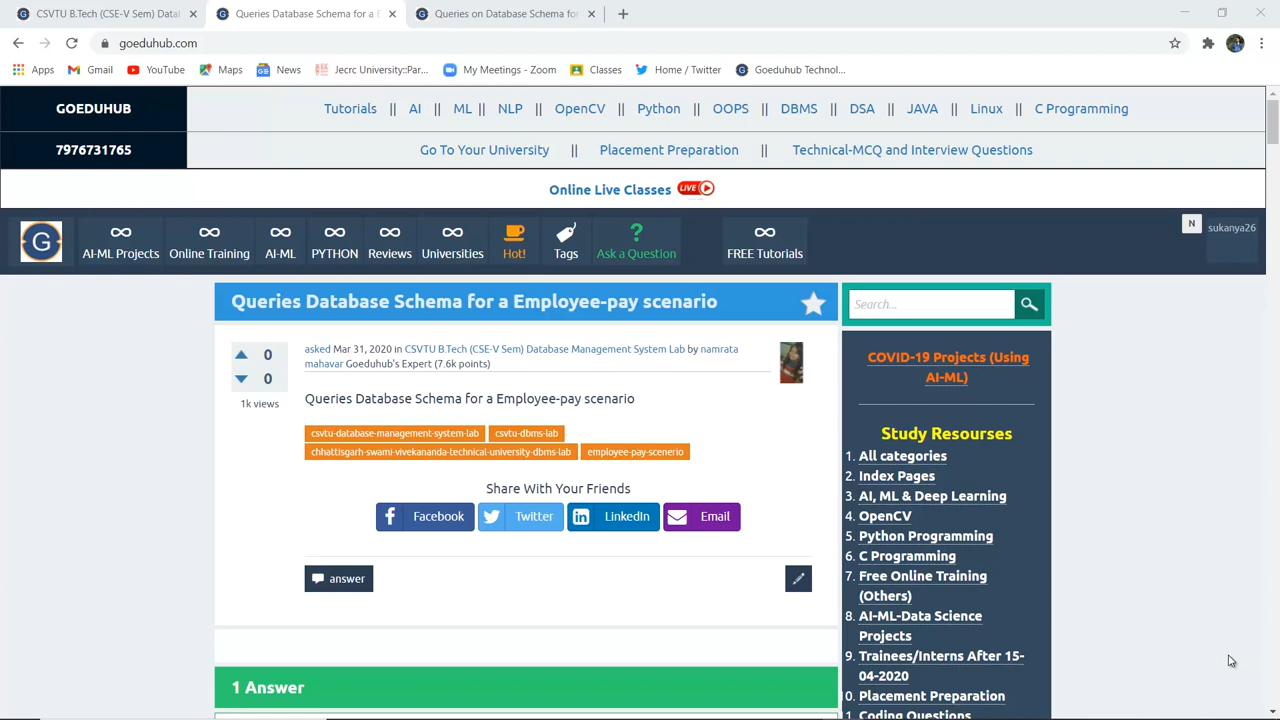 CSVTU B.Tech (CSE-V Sem) Datal
Queries Database Schema for a E
Queries on Database Schema for
goeduhub.com
Apps
Gmail
YouTube
Maps
News
Jecrc University::Par...
My Meetings - Zoom
Classes
Home / Twitter
Goeduhub Technol...
GOEDUHUB
Tutorials || AI || ML || NLP || OpenCV || Python || OOPS || DBMS || DSA || JAVA || Linux || C Programming
7976731765
Go To Your University || Placement Preparation || Technical-MCQ and Interview Questions
Online Live Classes LIVE
G
AI-ML Projects
Online Training
AI-ML
PYTHON
Reviews
Universities
Hot!
Tags
?
Ask a Question
FREE Tutorials
N
sukanya26
Queries Database Schema for a Employee-pay scenario
Search...
0
0
1k views
asked Mar 31, 2020 in CSVTU B.Tech (CSE-V Sem) Database Management System Lab by namrata
mahavar Goeduhub's Expert (7.6k points)
Queries Database Schema for a Employee-pay scenario
csvtu-database-management-system-lab csvtu-dbms-lab
chhattisgarh-swami-vivekananda-technical-university-dbms-lab employee-pay-scenerio
Share With Your Friends
Facebook
Twitter
LinkedIn
Email
answer
1 Answer
COVID-19 Projects (Using
AI-ML)
Study Resourses
1. All categories
2. Index Pages
3. AI, ML & Deep Learning
4. OpenCV
5. Python Programming
6. C Programming
7. Free Online Training
(Others)
8. AI-ML-Data Science
Projects
9. Trainees/Interns After 15-
04-2020
10. Placement Preparation
Coding Questions